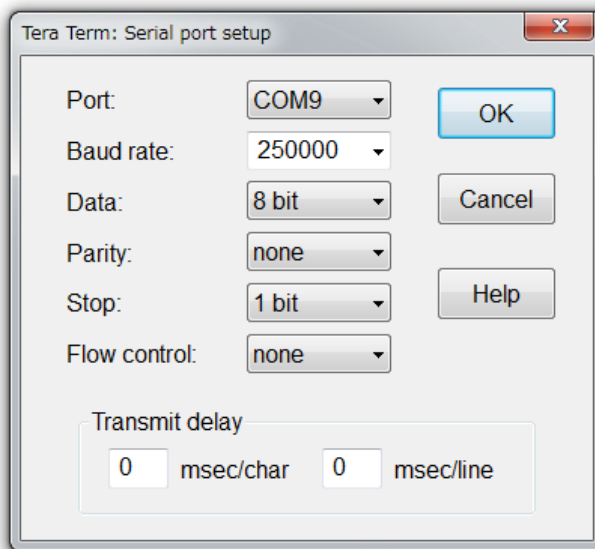 Tera Term: Serial port setup
Port: COM9 OK
Baud rate: 250000
Data: 8 bit Cancel
Parity: none
Stop: 1 bit Help
Flow control: none
Transmit delay
0 msec/char 0 msec/line